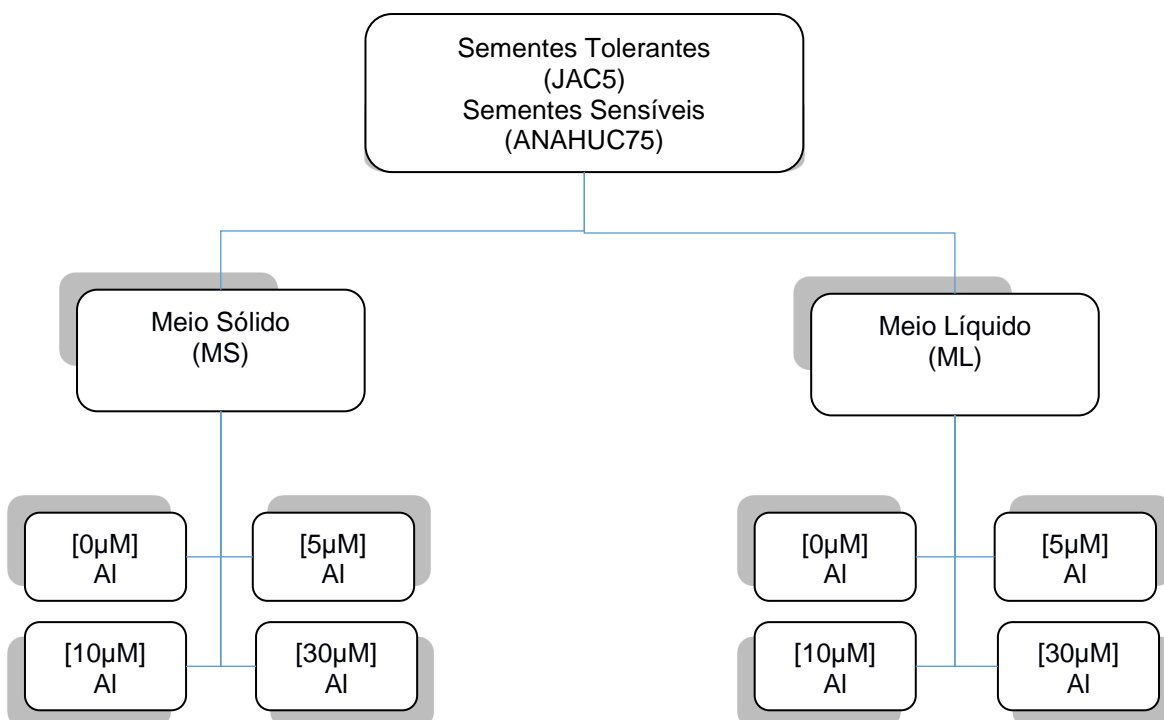 Sementes Tolerantes
(JAC5)
Sementes Sensíveis
(ANAHUC75)
Meio Sólido
(MS)
Meio Líquido
(ML)
[0µM]
Al
[5µM]
Al
[0µM]
Al
[5µM]
Al
[10µM]
Al
[30µM]
Al
[10µM]
Al
[30µM]
Al